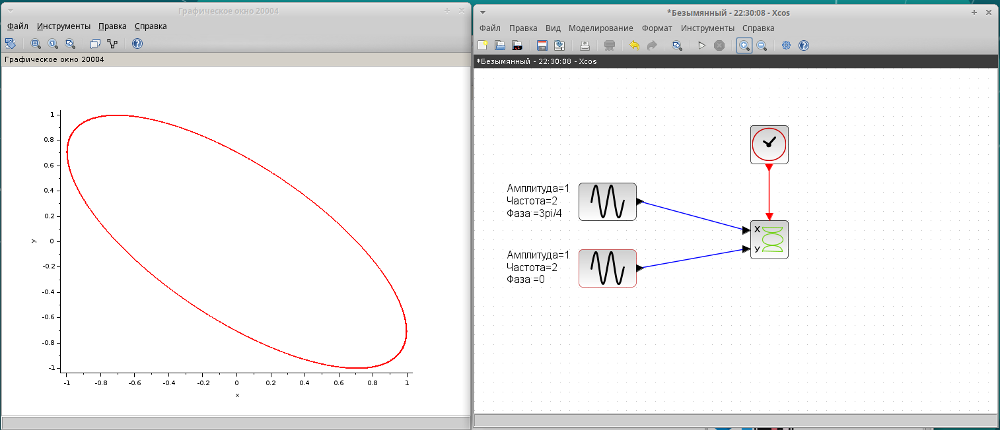 Графическое окно 20004
Файл Инструменты Правка Справка
Графическое окно 20004
1
0.8
0.6
0.4
0.2
0
-0.2
-0.4
-0.6
-0.8
-1
y
-1 -0.8 -0.6 -0.4 -0.2 0 0.2 0.4 0.6 0.8 1
x
*Безымянный - 22:30:08 - Xcos
Файл Правка Вид Моделирование Формат Инструменты Справка
*Безымянный - 22:30:08 - Xcos
Амплитуда=1
Частота=2
Фаза =3pi/4
Амплитуда=1
Частота=2
Фаза =0
X
У